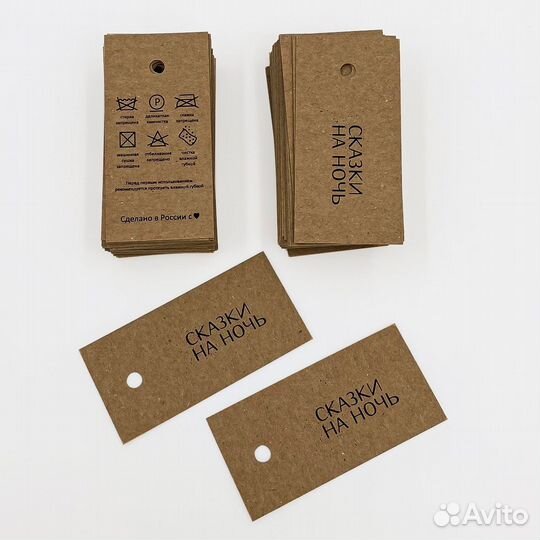 P
стирка деликатная глажка
запрещена химчистка запрещена
машинная отбеливание чистка
сушка запрещено влажной
запрещена губкой
Перед первым использованием
рекомендуется протереть влажной губкой
Сделано в России с ♥
СКАЗКИ
НА НОЧЬ
СКАЗКИ
НА НОЧЬ
СКАЗКИ
НА НОЧЬ
Avito